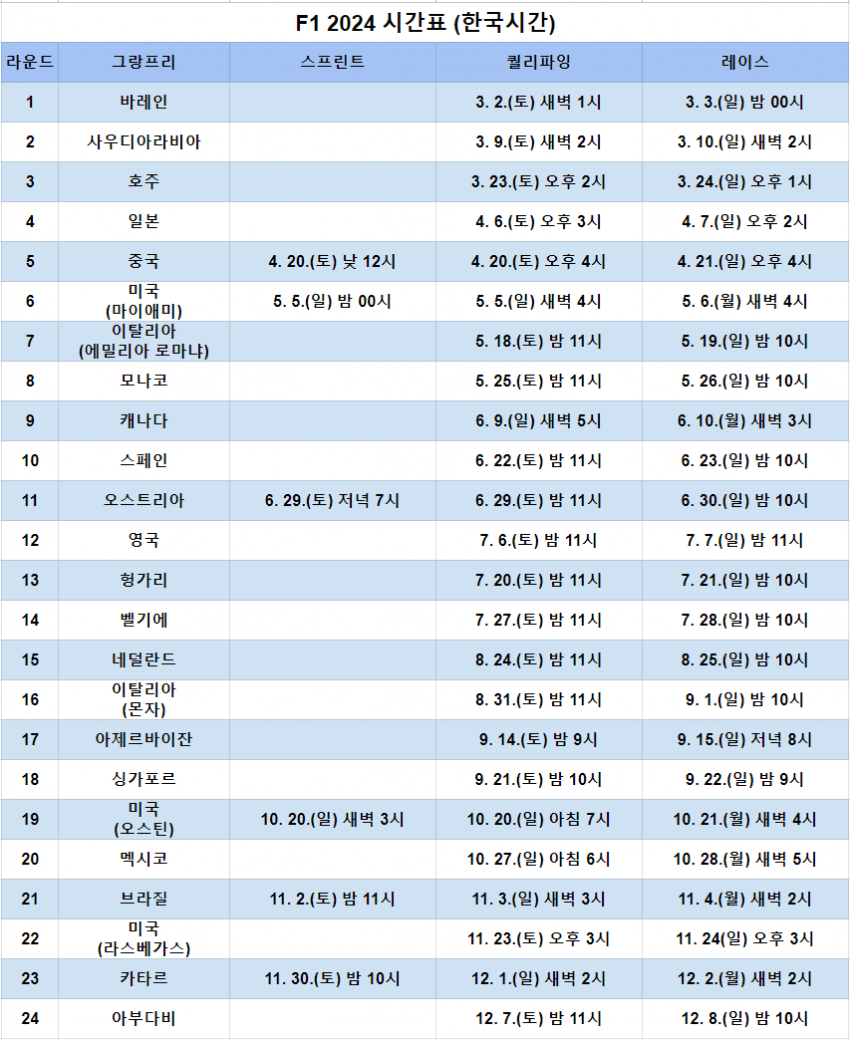 F1 2024 시간표 (한국시간)
라운드 그랑프리 스프린트 퀄리파잉 레이스
1 바레인 3. 2.(토) 새벽 1시 3. 3.(일) 밤 00시
2 사우디아라비아 3. 9.(토) 새벽 2시 3. 10.(일) 새벽 2시
3 호주 3. 23.(토) 오후 2시 3. 24.(일) 오후 1시
4 일본 4. 6.(토) 오후 3시 4. 7.(일) 오후 2시
5 중국 4. 20.(토) 낮 12시 4. 20.(토) 오후 4시 4. 21.(일) 오후 4시
6 미국 5. 5.(일) 밤 00시 5. 5.(일) 새벽 4시 5. 6.(월) 새벽 4시
(마이애미)
7 이탈리아 5. 18.(토) 밤 11시 5. 19.(일) 밤 10시
(에밀리아 로마냐)
8 모나코 5. 25.(토) 밤 11시 5. 26.(일) 밤 10시
9 캐나다 6. 9.(일) 새벽 5시 6. 10.(월) 새벽 3시
10 스페인 6. 22.(토) 밤 11시 6. 23.(일) 밤 10시
11 오스트리아 6. 29.(토) 저녁 7시 6. 29.(토) 밤 11시 6. 30.(일) 밤 10시
12 영국 7. 6.(토) 밤 11시 7. 7.(일) 밤 11시
13 헝가리 7. 20.(토) 밤 11시 7. 21.(일) 밤 10시
14 벨기에 7. 27.(토) 밤 11시 7. 28.(일) 밤 10시
15 네덜란드 8. 24.(토) 밤 11시 8. 25.(일) 밤 10시
16 이탈리아 8. 31.(토) 밤 11시 9. 1.(일) 밤 10시
(몬자)
17 아제르바이잔 9. 14.(토) 밤 9시 9. 15.(일) 저녁 8시
18 싱가포르 9. 21.(토) 밤 10시 9. 22.(일) 밤 9시
19 미국 10. 20.(일) 새벽 3시 10. 20.(일) 아침 7시 10. 21.(월) 새벽 4시
(오스틴)
20 멕시코 10. 27.(일) 아침 6시 10. 28.(월) 새벽 5시
21 브라질 11. 2.(토) 밤 11시 11. 3.(일) 새벽 3시 11. 4.(월) 새벽 2시
22 미국 11. 23.(토) 오후 3시 11. 24(일) 오후 3시
(라스베가스)
23 카타르 11. 30.(토) 밤 10시 12. 1.(일) 새벽 2시 12. 2.(월) 새벽 2시
24 아부다비 12. 7.(토) 밤 11시 12. 8.(일) 밤 10시